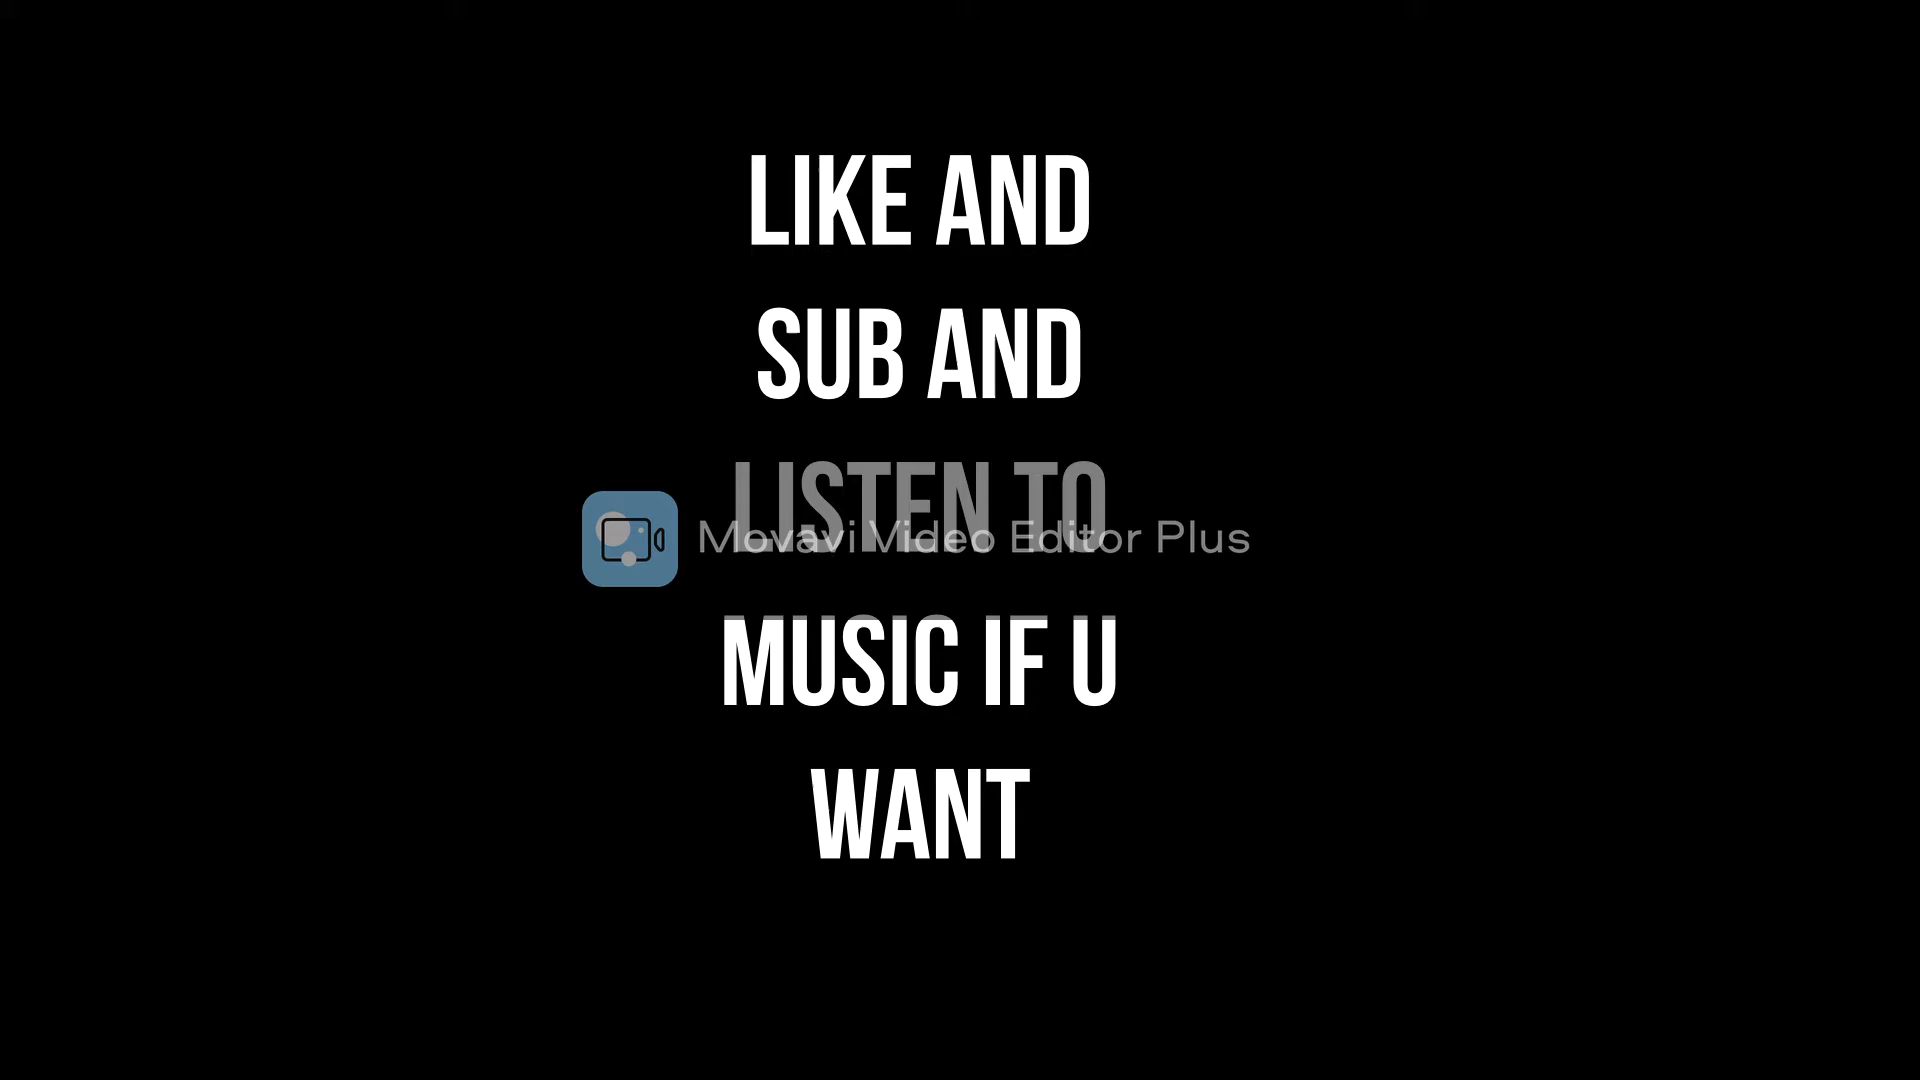 LIKE AND
SUB AND
LISTEN TO
Movavi Video Editor Plus
MUSIC IF U
WANT